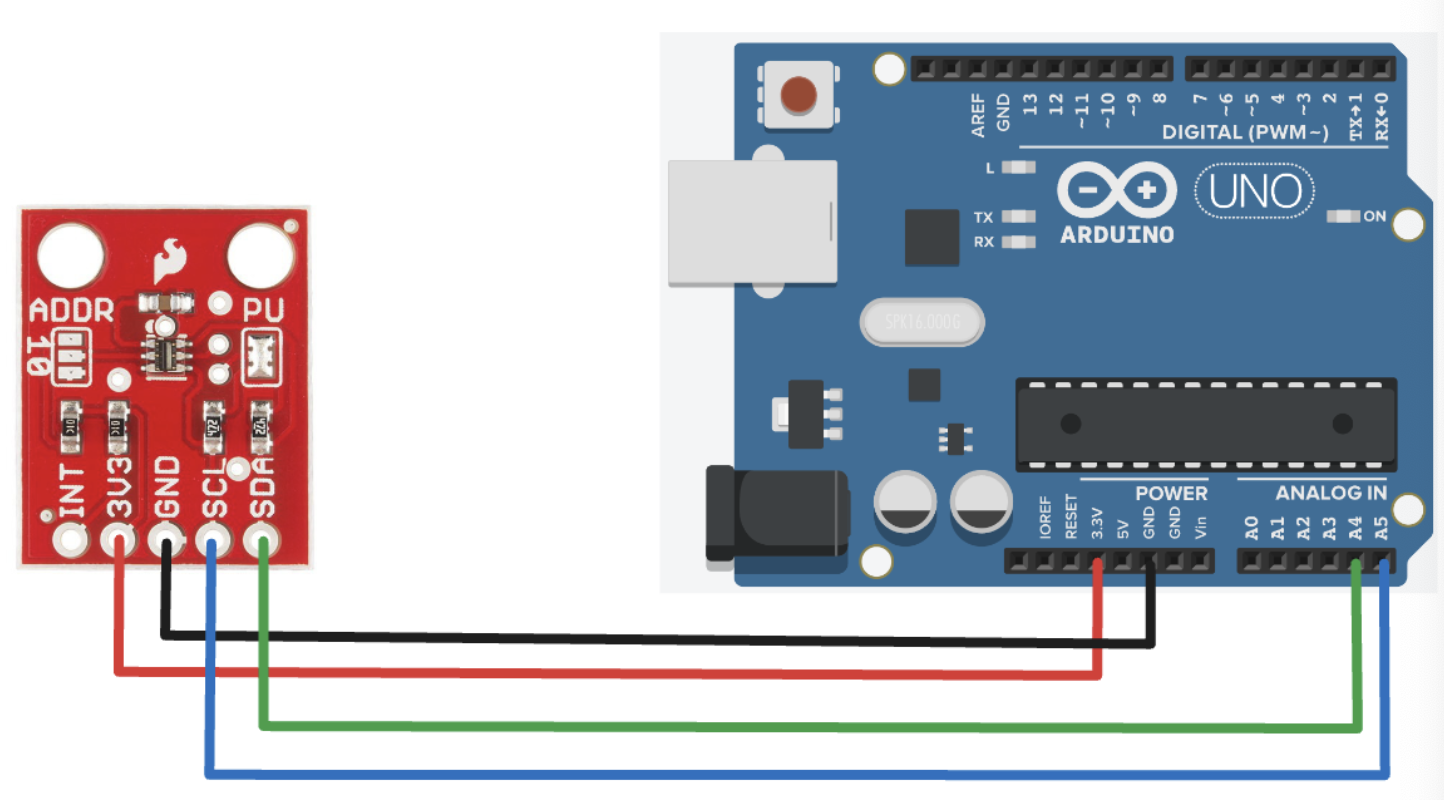 ADDR
PU
10
INT
3V3
GND
SCL
SDA
472
472
AREF
GND
13
12
~11
~10
~9
8
7
~6
~5
4
~3
2
TX→1
RX←0
DIGITAL (PWM~)
L
TX
RX
UNO
ON
ARDUINO
SPK16.000G
POWER
ANALOG IN
IOREF
RESET
3.3V
5V
GND
GND
Vin
A0
A1
A2
A3
A4
A5